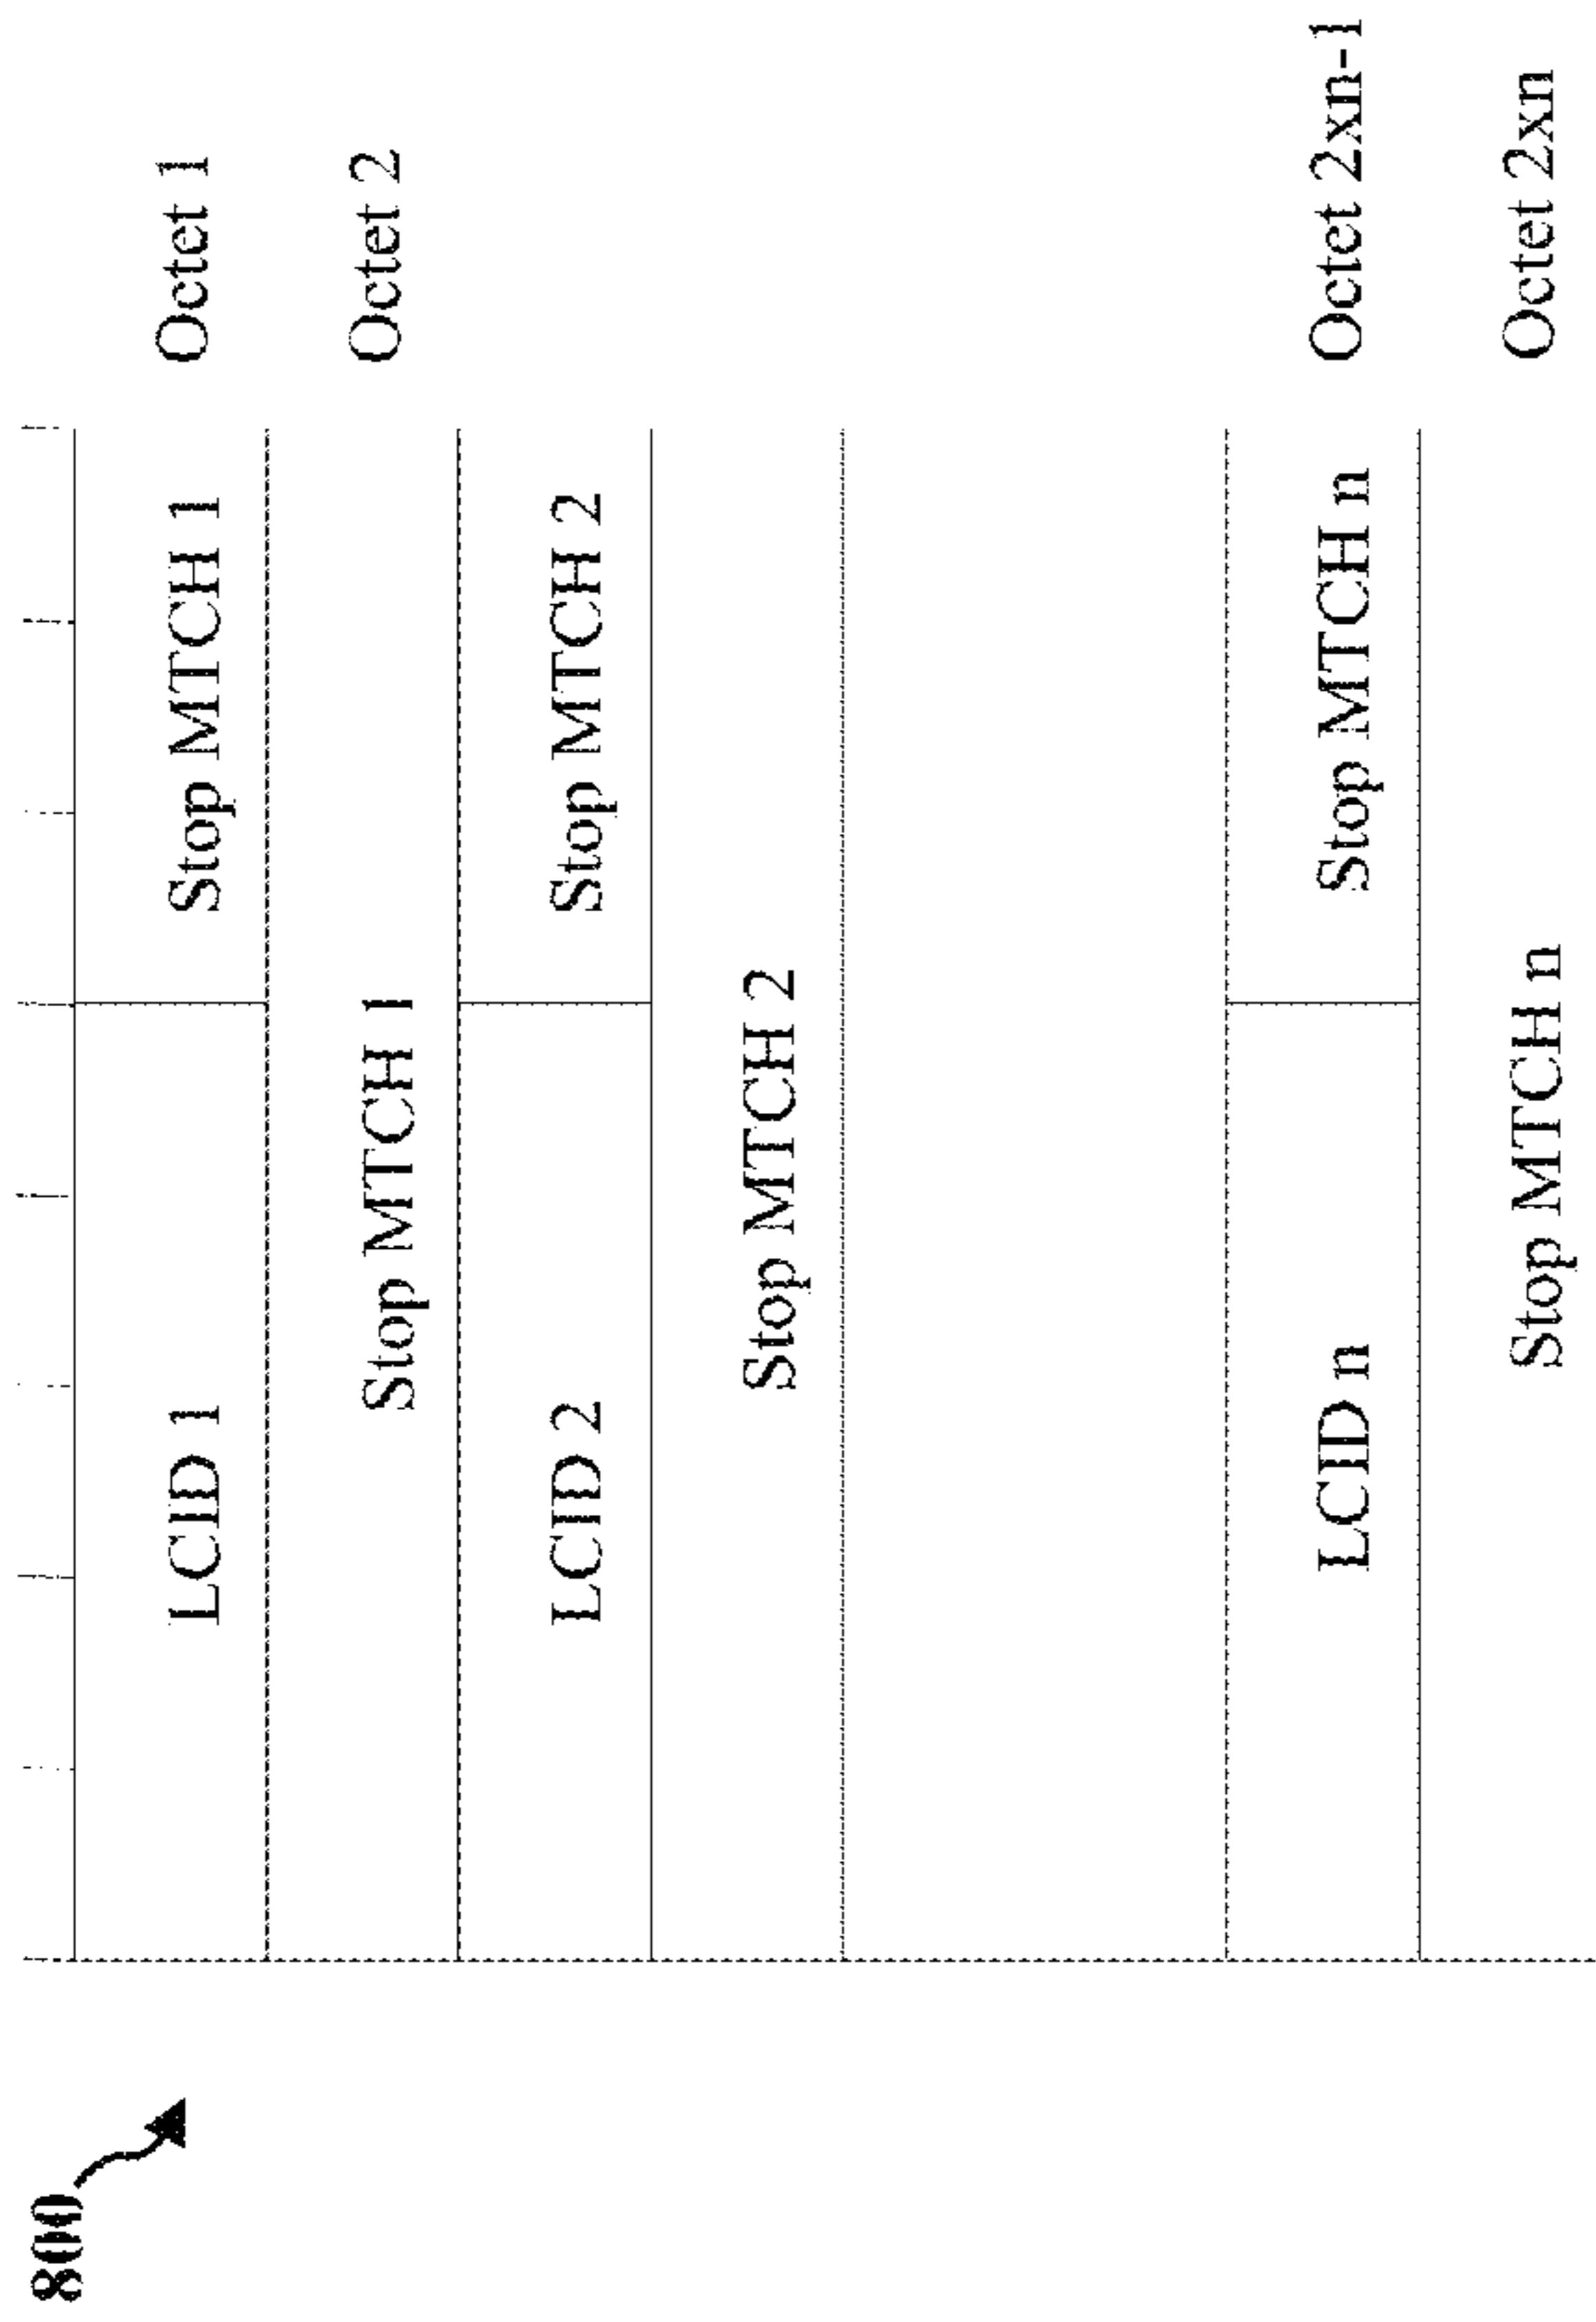 800
LCID 1 Stop MTCH 1 Octet 1
Stop MTCH 1 Octet 2
LCID 2 Stop MTCH 2
Stop MTCH 2
LCID n Stop MTCH n Octet 2xn-1
Stop MTCH n Octet 2xn